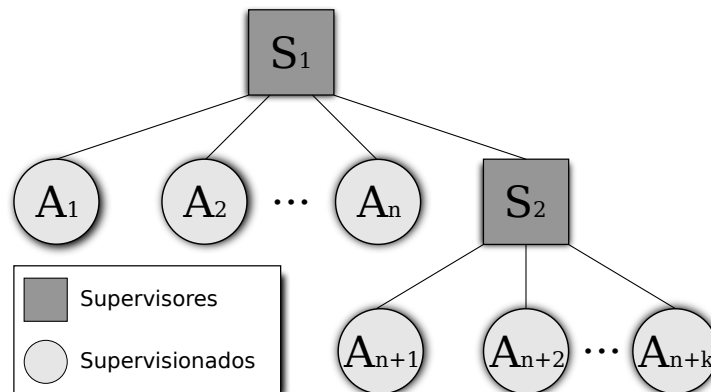 S1
A1 A2 ... An S2
Supervisores
An+1 An+2 ... An+k
Supervisionados